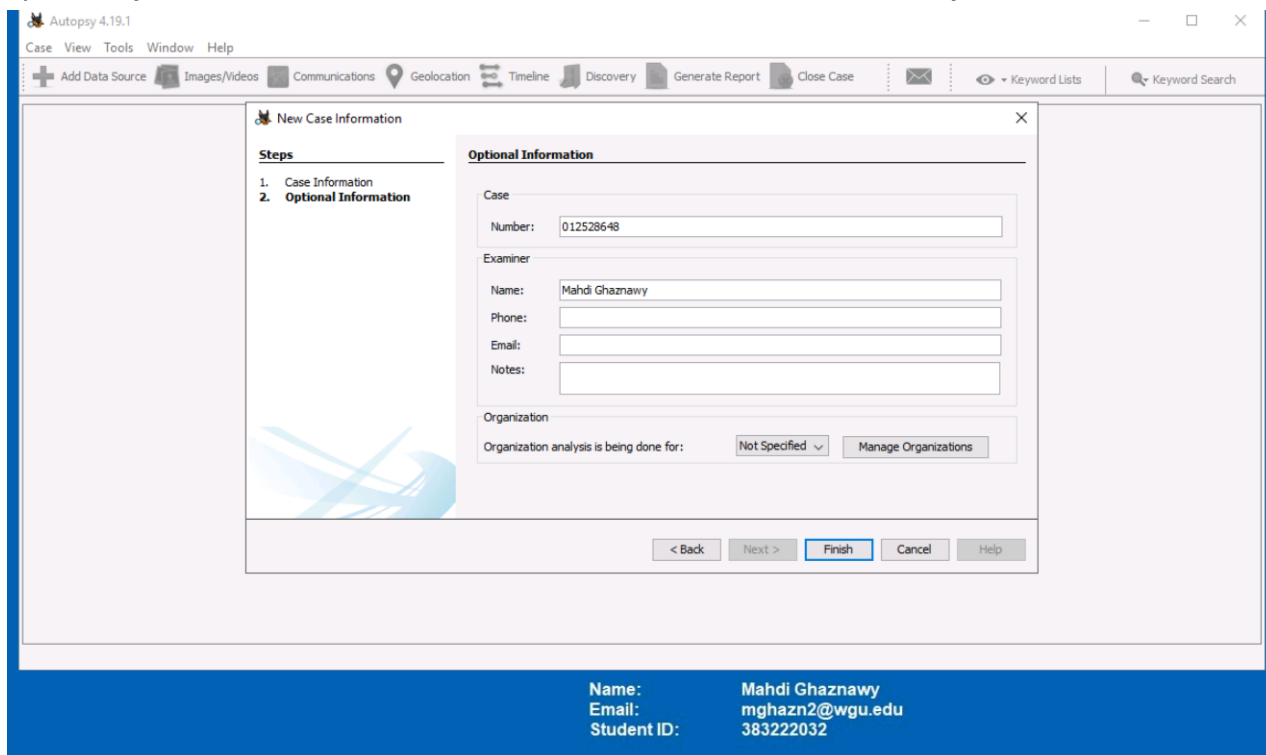 Autopsy 4.19.1
Case View Tools Window Help
Add Data Source Images/Videos Communications Geolocation Timeline Discovery Generate Report Close Case Keyword Lists Keyword Search
New Case Information
Steps
1. Case Information
2. Optional Information
Optional Information
Case
Number: 012528648
Examiner
Name: Mahdi Ghaznawy
Phone:
Email:
Notes:
Organization
Organization analysis is being done for: Not Specified Manage Organizations
< Back Next > Finish Cancel Help
Name: Mahdi Ghaznawy
Email: mghazn2@wgu.edu
Student ID: 383222032